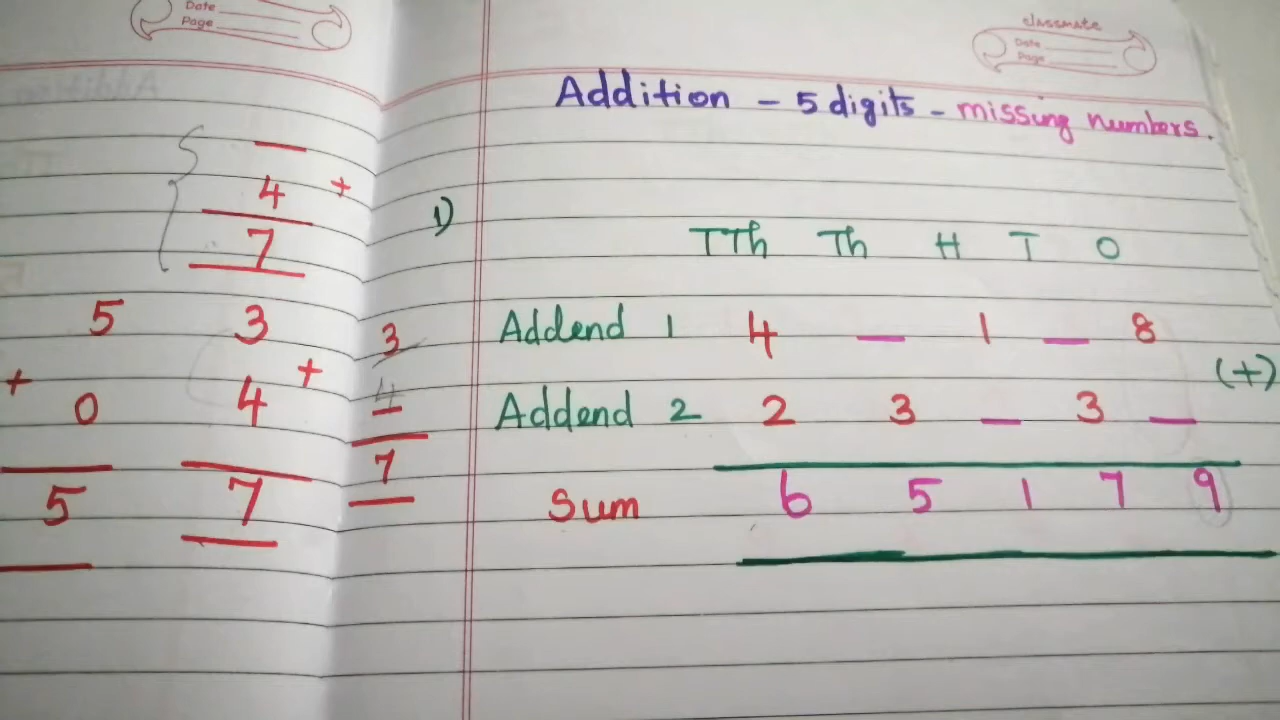 Date
Page
_
4 +
7
5 3 3
+ 0 4 + 4
5 7 7
classmate
Date
Page
Addition - 5 digits - missing numbers.
1)
TTh Th H T O
Addend 1 4 _ 1 _ 8
(+)
Addend 2 2 3 _ 3 _
Sum 6 5 1 7 9